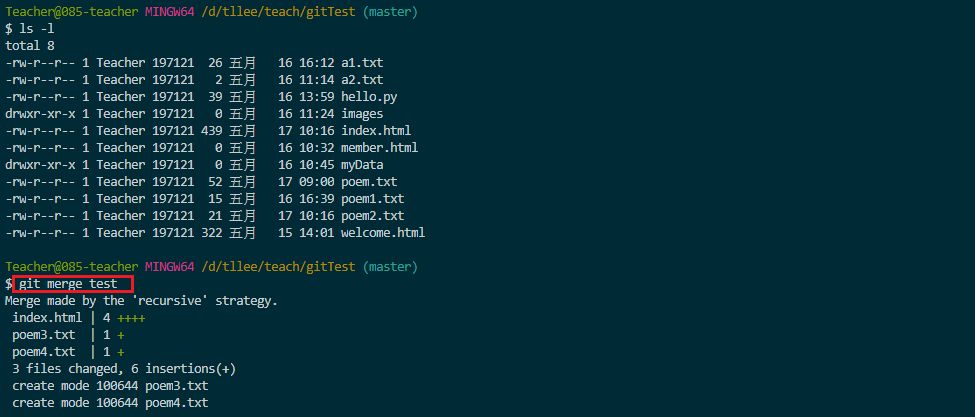 Teacher@085-teacher MINGW64 /d/tllee/teach/gitTest (master)
$ ls -l
total 8
-rw-r--r-- 1 Teacher 197121  26 五月   16 16:12 a1.txt
-rw-r--r-- 1 Teacher 197121   2 五月   16 11:14 a2.txt
-rw-r--r-- 1 Teacher 197121  39 五月   16 13:59 hello.py
drwxr-xr-x 1 Teacher 197121   0 五月   16 11:24 images
-rw-r--r-- 1 Teacher 197121 439 五月   17 10:16 index.html
-rw-r--r-- 1 Teacher 197121   0 五月   16 10:32 member.html
drwxr-xr-x 1 Teacher 197121   0 五月   16 10:45 myData
-rw-r--r-- 1 Teacher 197121  52 五月   17 09:00 poem.txt
-rw-r--r-- 1 Teacher 197121  15 五月   16 16:39 poem1.txt
-rw-r--r-- 1 Teacher 197121  21 五月   17 10:16 poem2.txt
-rw-r--r-- 1 Teacher 197121 322 五月   15 14:01 welcome.html
Teacher@085-teacher MINGW64 /d/tllee/teach/gitTest (master)
$ git merge test
Merge made by the 'recursive' strategy.
 index.html | 4 ++++
 poem3.txt  | 1 +
 poem4.txt  | 1 +
 3 files changed, 6 insertions(+)
 create mode 100644 poem3.txt
 create mode 100644 poem4.txt